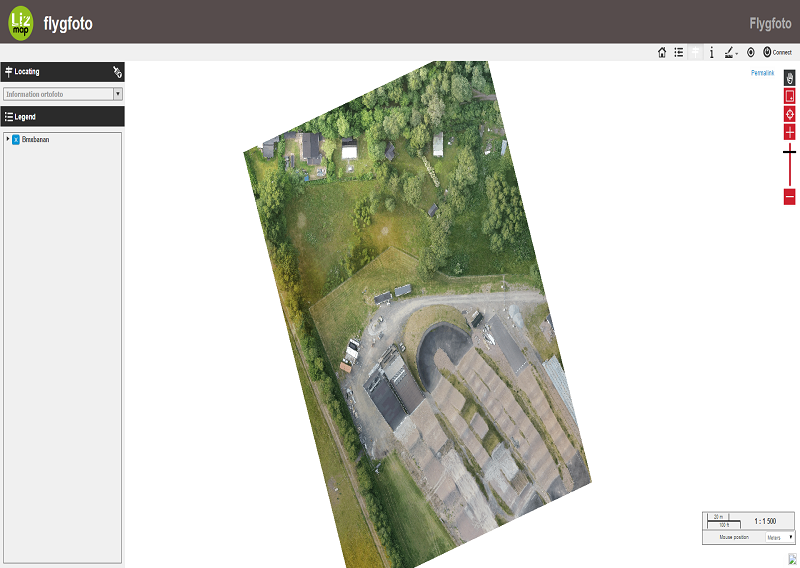 Liz
map
flygfoto
Flygfoto
Connect
Locating
Permalink
Information ortofoto
Legend
Bmxbanan
20 m
100 ft
1 : 1 500
Mouse position
Meters